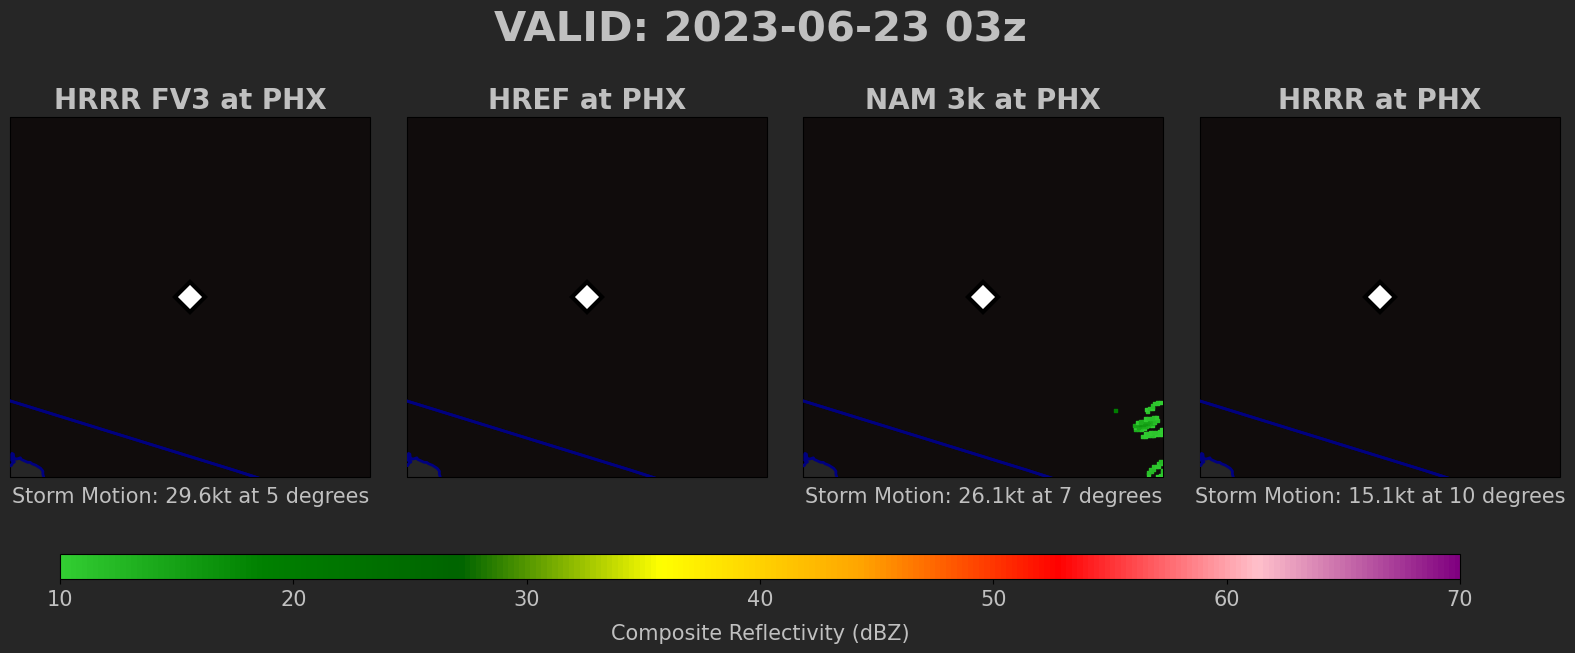 VALID: 2023-06-23 03z
HRRR FV3 at PHX
HREF at PHX
NAM 3k at PHX
HRRR at PHX
Storm Motion: 29.6kt at 5 degrees
Storm Motion: 26.1kt at 7 degrees
Storm Motion: 15.1kt at 10 degrees
10 20 30 40 50 60 70
Composite Reflectivity (dBZ)